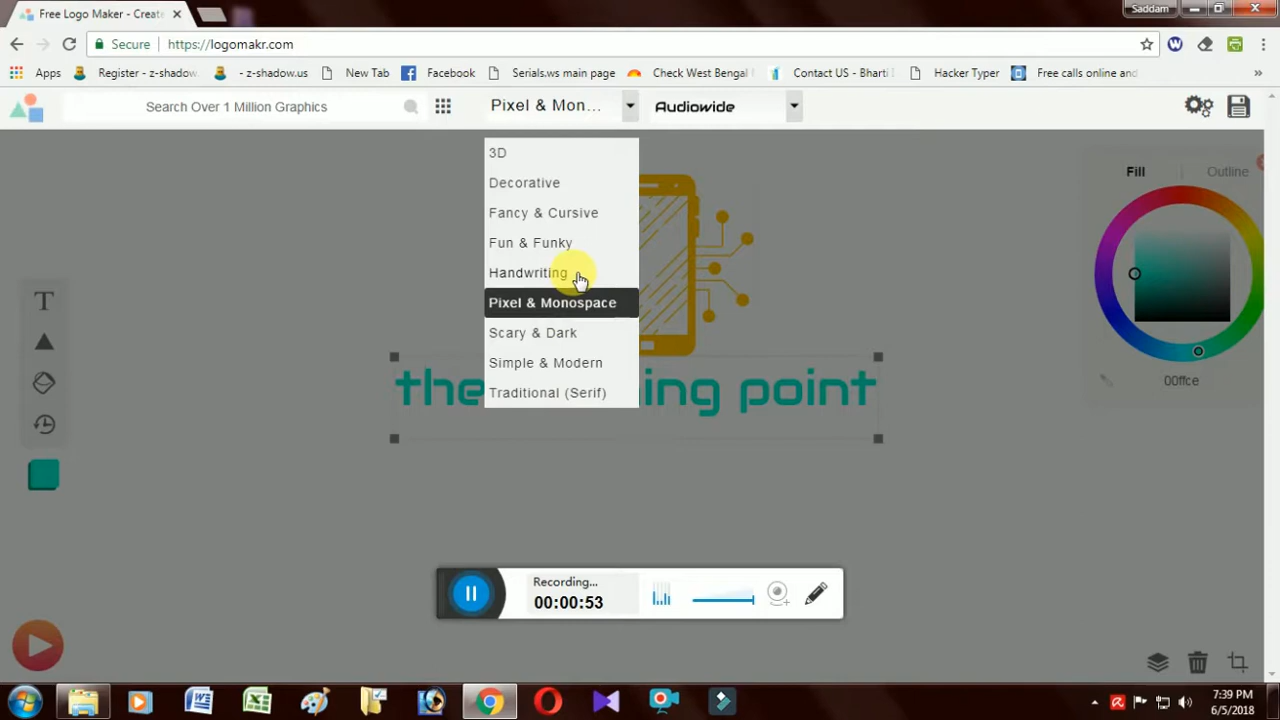 Free Logo Maker - Create
Saddam
Secure https://logomakr.com
Apps Register - z-shadow. - z-shadow.us New Tab Facebook Serials.ws main page Check West Bengal Contact US - Bharti Hacker Typer Free calls online and »
Search Over 1 Million Graphics Pixel & Mon... Audiowide
3D
Decorative
Fancy & Cursive
Fun & Funky
Handwriting
Pixel & Monospace
Scary & Dark
Simple & Modern
Traditional (Serif)
Fill Outline
00ffce
T
the ing point
Recording...
00:00:53
7:39 PM
6/5/2018